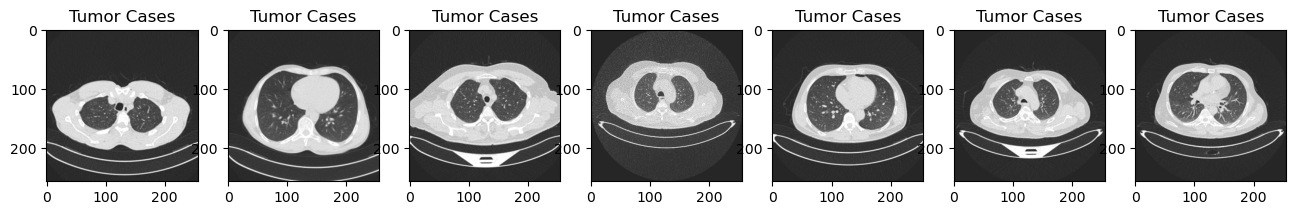 Tumor Cases Tumor Cases Tumor Cases Tumor Cases Tumor Cases Tumor Cases Tumor Cases
0 0 0 0 0 0 0
100 100 100 100 100 100 100
200 200 200 200 200 200 200
0 100 200 0 100 200 0 100 200 0 100 200 0 100 200 0 100 200 0 100 200